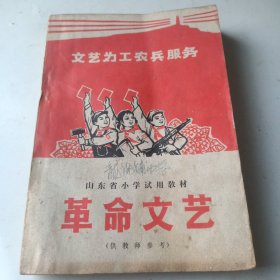 文艺为工农兵服务
山东省小学试用教材
革命文艺
(供教师参考)